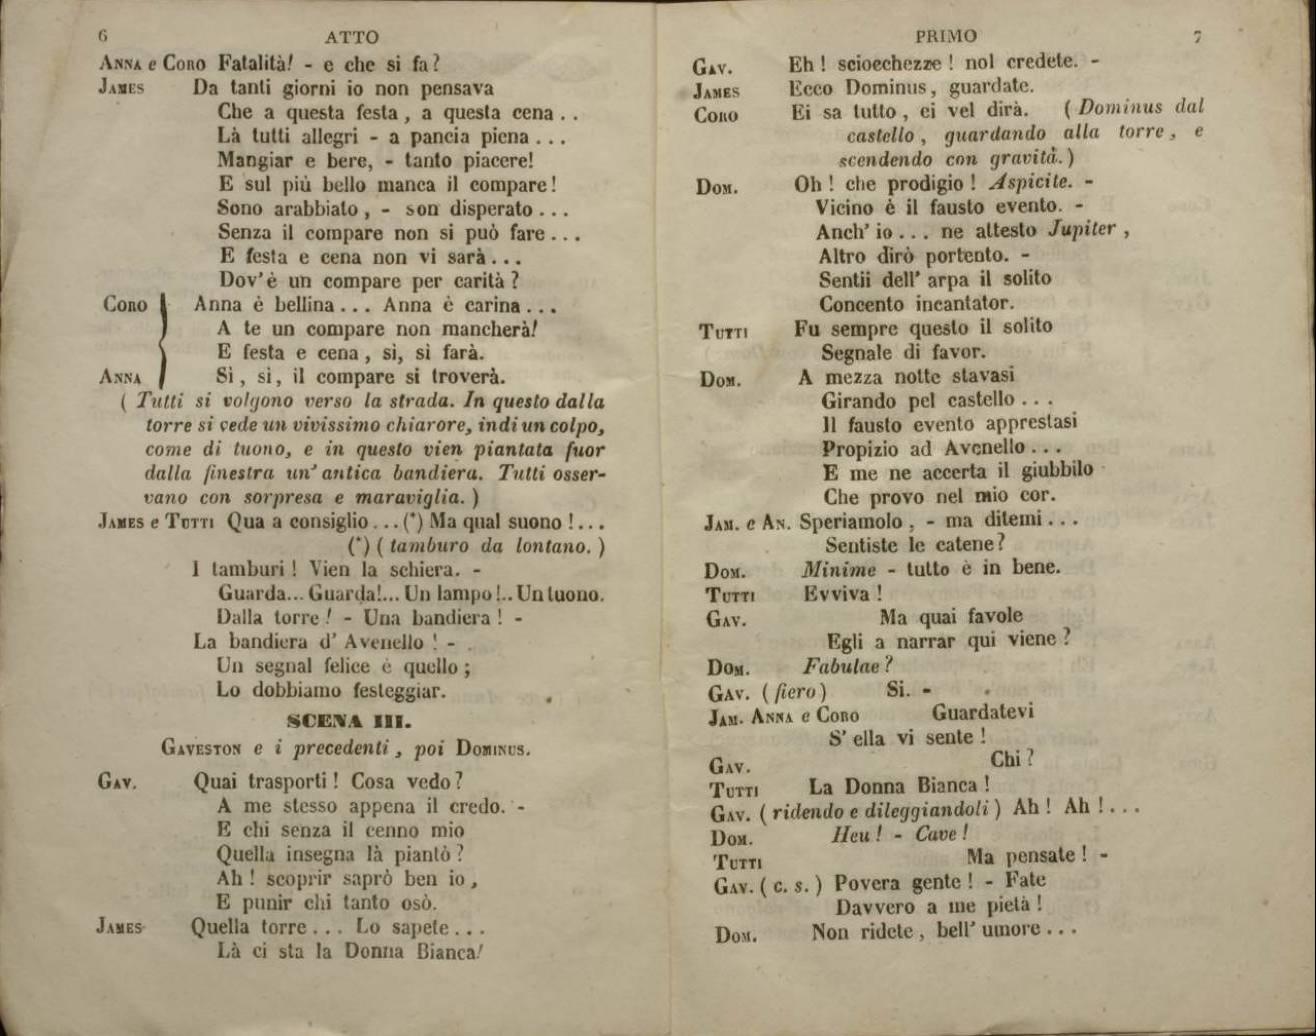 6 ATTO
ANNA e CORO Fatalità! - e che si fa?
JAMES Da tanti giorni io non pensava
Che a questa festa, a questa cena . .
Là tutti allegri - a pancia piena . . .
Mangiar e bere, - tanto piacere!
E sul più bello manca il compare!
Sono arabbiato, - son disperato . . .
Senza il compare non si può fare . . .
E festa e cena non vi sarà . . .
Dov' è un compare per carità?
CORO Anna è bellina . . . Anna è carina . . .
A te un compare non mancherà!
E festa e cena, sì, sì farà.
ANNA Sì, sì, il compare si troverà.
( Tutti si volgono verso la strada. In questo dalla
torre si vede un vivissimo chiarore, indi un colpo,
come di tuono, e in questo vien piantata fuor
dalla finestra un' antica bandiera. Tutti osser-
vano con sorpresa e maraviglia. )
JAMES e TUTTI Qua a consiglio . . . (*) Ma qual suono ! . . .
(*) ( tamburo da lontano. )
I tamburi ! Vien la schiera. -
Guarda... Guarda!... Un lampo!.. Un tuono.
Dalla torre ! - Una bandiera ! -
La bandiera d' Avenello ! -
Un segnal felice è quello ;
Lo dobbiamo festeggiar.
SCENA III.
GAVESTON e i precedenti, poi DOMINUS.
GAV. Quai trasporti ! Cosa vedo ?
A me stesso appena il credo. -
E chi senza il cenno mio
Quella insegna là piantò ?
Ah ! scoprir saprò ben io ,
E punir chi tanto osò.
JAMES Quella torre . . . Lo sapete . . .
Là ci sta la Donna Bianca!
PRIMO 7
GAV. Eh ! sciocchezze ! nol credete. -
JAMES Ecco Dominus, guardate.
CORO Ei sa tutto, ei vel dirà. ( Dominus dal
castello, guardando alla torre, e
scendendo con gravità. )
DOM. Oh ! che prodigio ! Aspicite. -
Vicino è il fausto evento. -
Anch' io . . . ne attesto Jupiter ,
Altro dirò portento. -
Sentii dell' arpa il solito
Concento incantator.
TUTTI Fu sempre questo il solito
Segnale di favor.
DOM. A mezza notte stavasi
Girando pel castello . . .
Il fausto evento apprestasi
Propizio ad Avenello . . .
E me ne accerta il giubbilo
Che provo nel mio cor.
JAM. e AN. Speriamolo, - ma ditemi . . .
Sentiste le catene ?
DOM. Minime - tutto è in bene.
TUTTI Evviva !
GAV. Ma quai favole
Egli a narrar qui viene ?
DOM. Fabulae ?
GAV. ( fiero ) Si. -
JAM. ANNA e CORO Guardatevi
S' ella vi sente !
GAV. Chi ?
TUTTI La Donna Bianca !
GAV. ( ridendo e dileggiandoli ) Ah ! Ah ! . . .
DOM. Heu ! - Cave !
TUTTI Ma pensate ! -
GAV. ( c. s. ) Povera gente ! - Fate
Davvero a me pietà !
DOM. Non ridete, bell' umore . . .